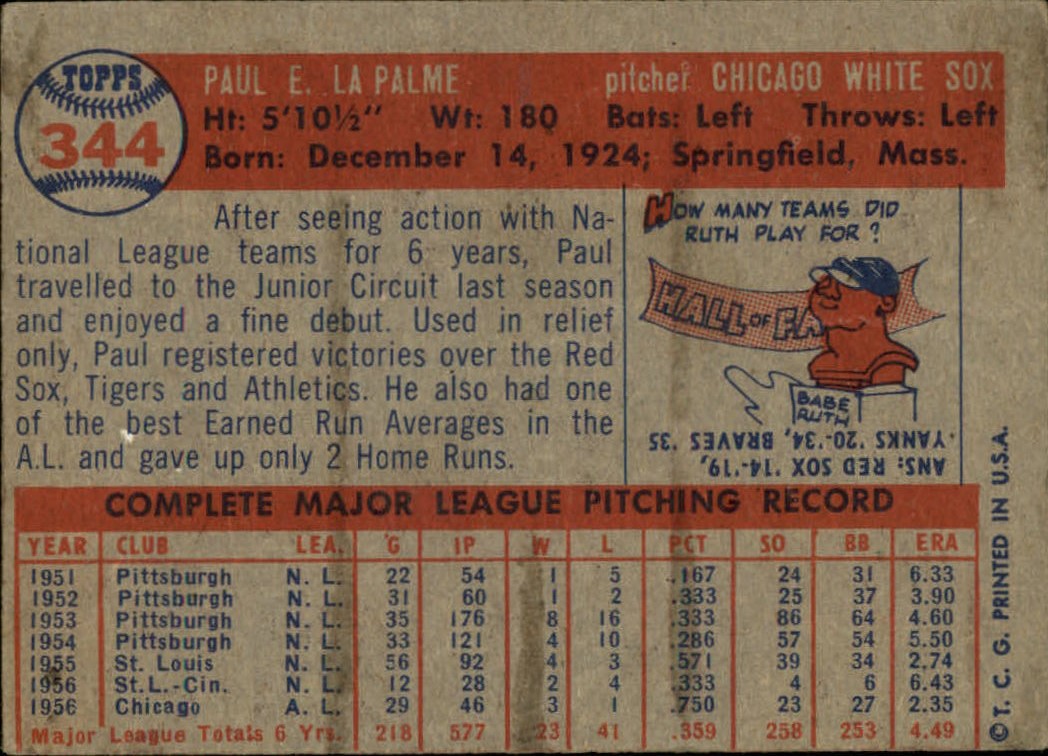 TOPPS
344
PAUL E. LA PALME pitcher CHICAGO WHITE SOX
Ht: 5'10½" Wt: 180 Bats: Left Throws: Left
Born: December 14, 1924; Springfield, Mass.
After seeing action with Na-
tional League teams for 6 years, Paul
travelled to the Junior Circuit last season
and enjoyed a fine debut. Used in relief
only, Paul registered victories over the Red
Sox, Tigers and Athletics. He also had one
of the best Earned Run Averages in the
A.L. and gave up only 2 Home Runs.
HOW MANY TEAMS DID
RUTH PLAY FOR?
HALL OF FA
BABE
RUTH
ANS: RED SOX '14-'19,
YANKS '20-'34, BRAVES '35.
COMPLETE MAJOR LEAGUE PITCHING RECORD
YEAR CLUB LEA. G IP W L PCT SO BB ERA
1951 Pittsburgh N. L. 22 54 1 5 .167 24 31 6.33
1952 Pittsburgh N. L. 31 60 1 2 .333 25 37 3.90
1953 Pittsburgh N. L. 35 176 8 16 .333 86 64 4.60
1954 Pittsburgh N. L. 33 121 4 10 .286 57 54 5.50
1955 St. Louis N. L. 56 92 4 3 .571 39 34 2.74
1956 St.L.-Cin. N. L. 12 28 2 4 .333 4 6 6.43
1956 Chicago A. L. 29 46 3 1 .750 23 27 2.35
Major League Totals 6 Yrs. 218 577 23 41 .359 258 253 4.49
©T. C. G. PRINTED IN U.S.A.